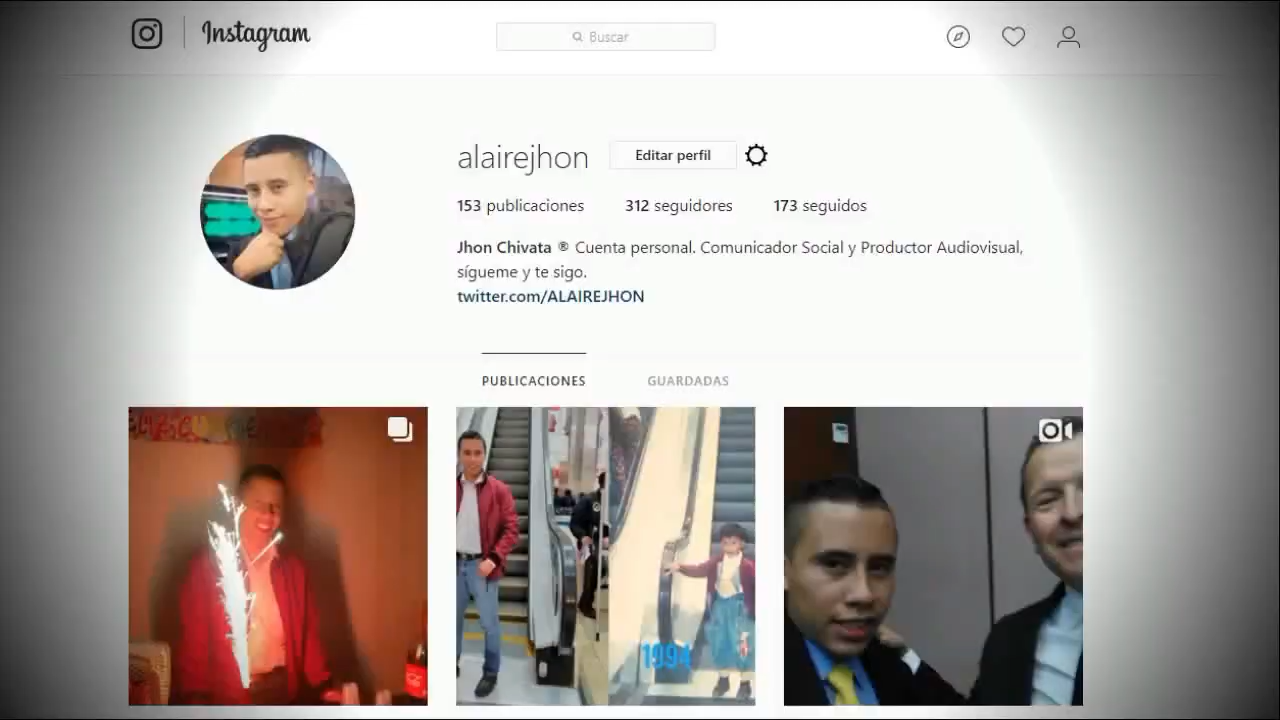 Instagram
Buscar
alairejhon
Editar perfil
153 publicaciones
312 seguidores
173 seguidos
Jhon Chivata ® Cuenta personal. Comunicador Social y Productor Audiovisual,
sígueme y te sigo.
twitter.com/ALAIREJHON
PUBLICACIONES
GUARDADAS
1994